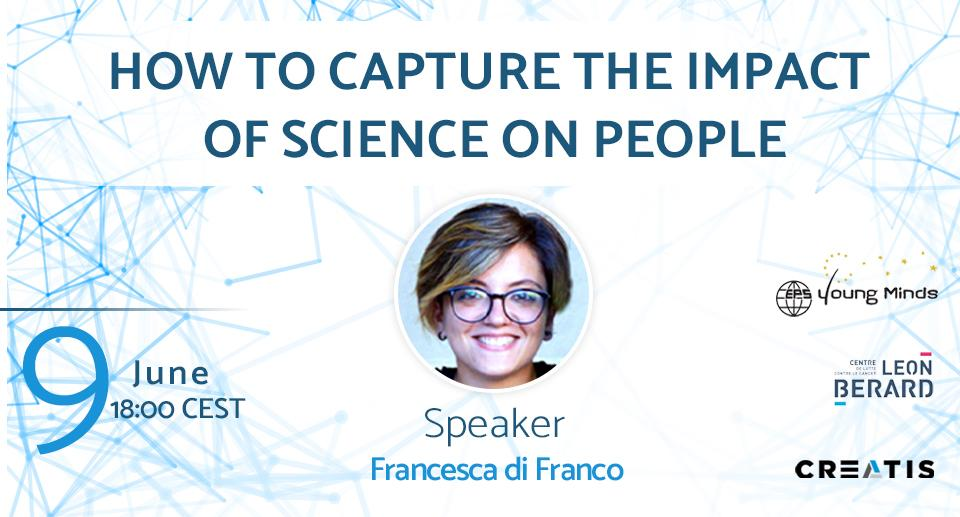 HOW TO CAPTURE THE IMPACT
OF SCIENCE ON PEOPLE
9 June
18:00 CEST
Speaker
Francesca di Franco
EPS Young Minds
CENTRE
DE LUTTE
CONTRE LE CANCER
LEON
BERARD
CREATIS